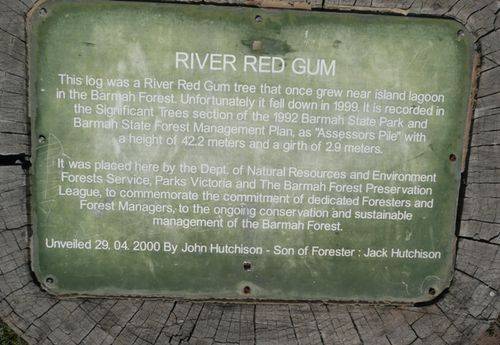 RIVER RED GUM
This log was a River Red Gum tree that once grew near island lagoon
in the Barmah Forest. Unfortunately it fell down in 1999. It is recorded in
the Significant Trees section of the 1992 Barmah State Park and
Barmah State Forest Management Plan, as "Assessors Pile" with
a height of 42.2 meters and a girth of 2.9 meters.
It was placed here by the Dept. of Natural Resources and Environment
Forests Service, Parks Victoria and The Barmah Forest Preservation
League, to commemorate the commitment of dedicated Foresters and
Forest Managers, to the ongoing conservation and sustainable
management of the Barmah Forest.
Unveiled 29. 04. 2000 By John Hutchison - Son of Forester : Jack Hutchison